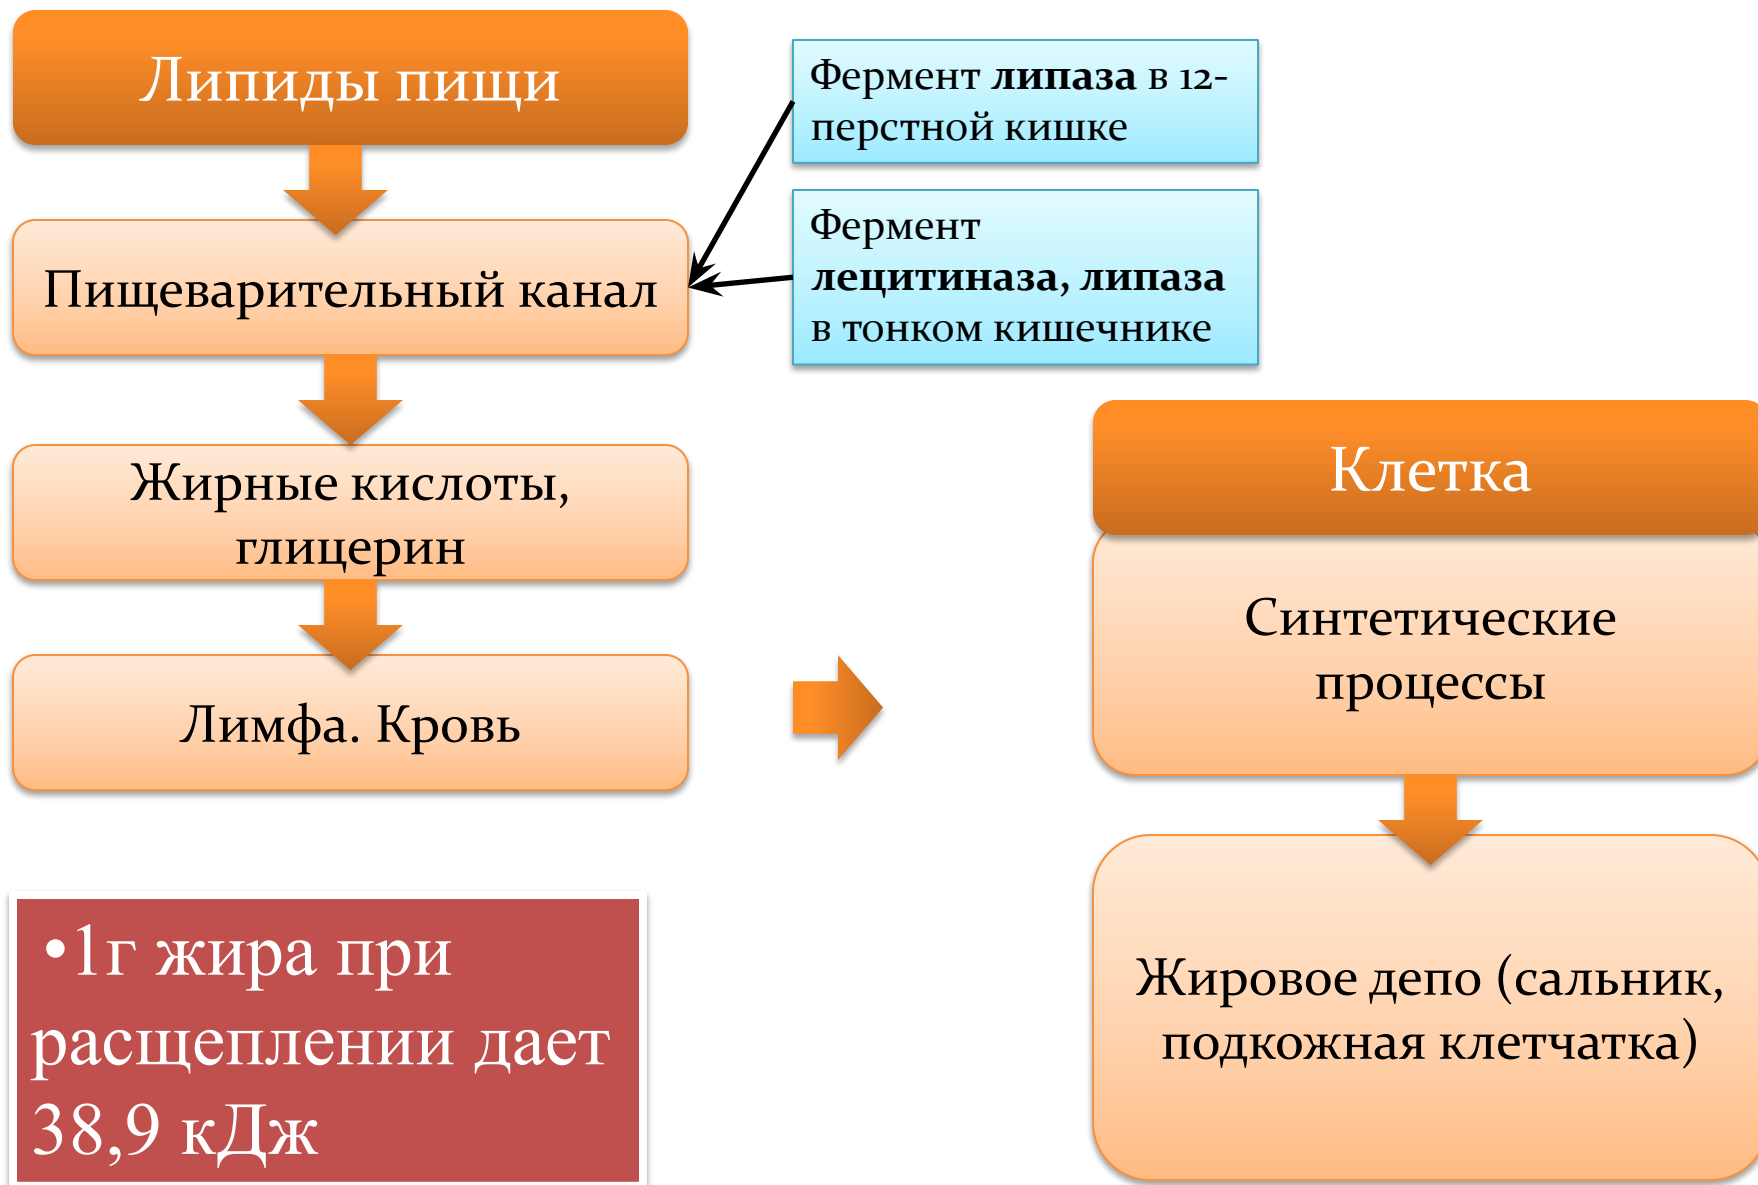 Липиды пищи
Фермент липаза в 12-
перстной кишке
Фермент
лецитиназа, липаза
в тонком кишечнике
Пищеварительный канал
Жирные кислоты,
глицерин
Лимфа. Кровь
Клетка
Синтетические
процессы
Жировое депо (сальник,
подкожная клетчатка)
•1г жира при
расщеплении дает
38,9 кДж